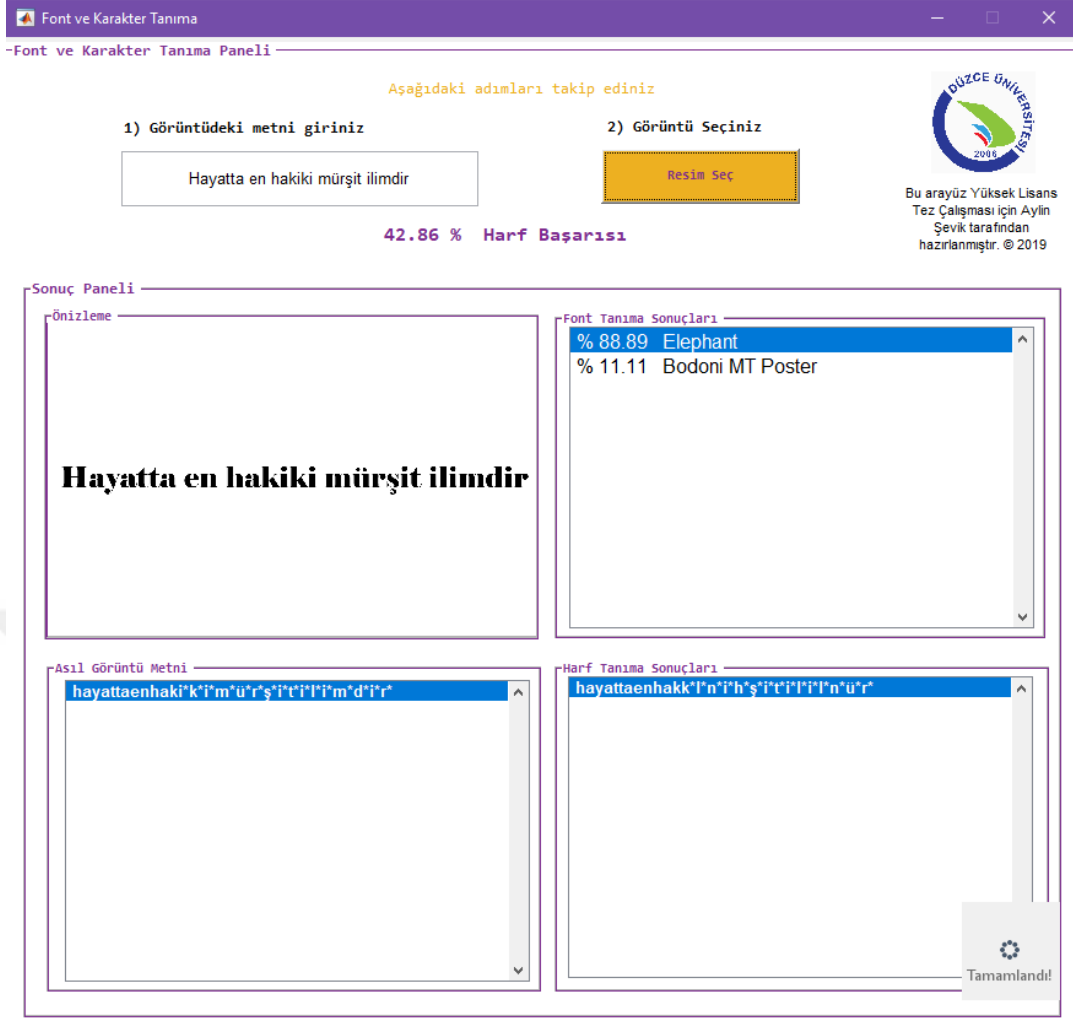 Font ve Karakter Tanıma
Font ve Karakter Tanıma Paneli
Aşağıdaki adımları takip ediniz
1) Görüntüdeki metni giriniz
2) Görüntü Seçiniz
Hayatta en hakiki mürşit ilimdir
Resim Seç
DÜZCE ÜNİVERSİTESİ
2006
Bu arayüz Yüksek Lisans
Tez Çalışması için Aylin
Şevik tarafından
hazırlanmıştır. © 2019
42.86 % Harf Başarısı
Sonuç Paneli
Önizleme
Hayatta en hakiki mürşit ilimdir
Font Tanıma Sonuçları
% 88.89 Elephant
% 11.11 Bodoni MT Poster
Asıl Görüntü Metni
hayattaenhaki*k*i*m*ü*r*ş*i*t*i*l*i*m*d*i*r*
Harf Tanıma Sonuçları
hayattaenhakk*l*n*i*h*ş*i*t*i*l*i*l*n*ü*r*
Tamamlandı!